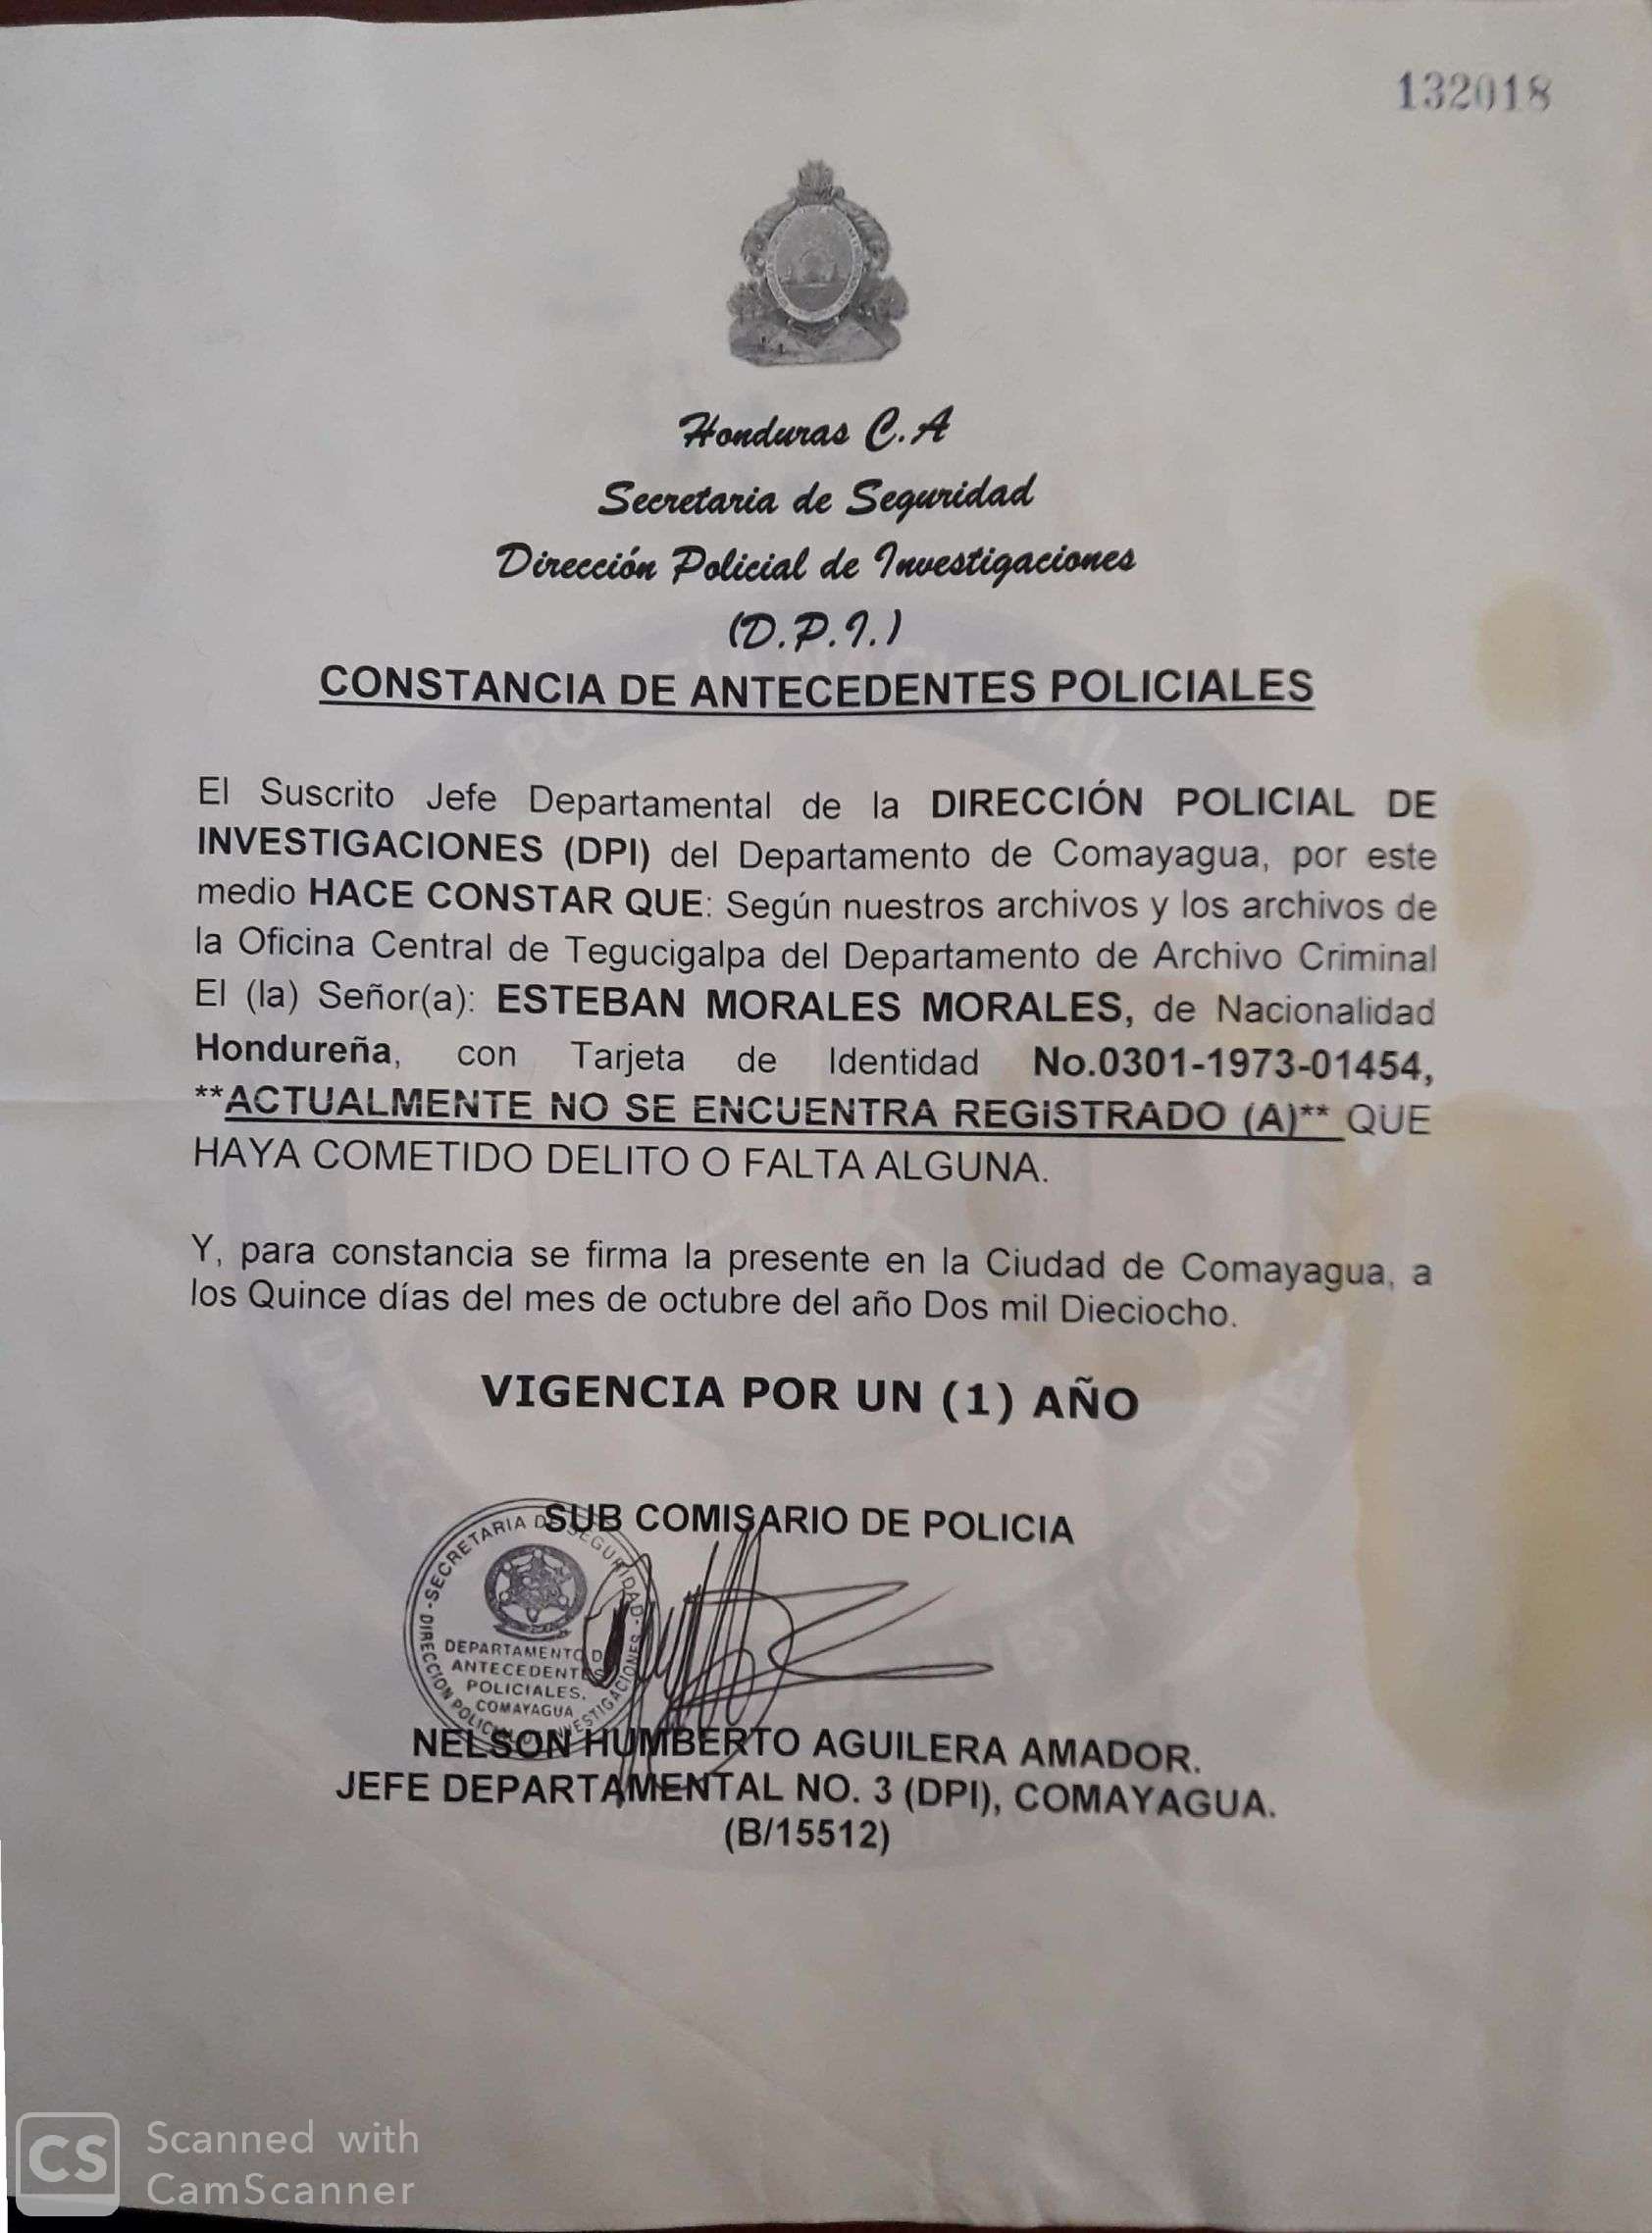 132018
Honduras C.A
Secretaria de Seguridad
Dirección Policial de Investigaciones
(D.P.I.)
CONSTANCIA DE ANTECEDENTES POLICIALES
El Suscrito Jefe Departamental de la DIRECCIÓN POLICIAL DE
INVESTIGACIONES (DPI) del Departamento de Comayagua, por este
medio HACE CONSTAR QUE: Según nuestros archivos y los archivos de
la Oficina Central de Tegucigalpa del Departamento de Archivo Criminal
El (la) Señor(a): ESTEBAN MORALES MORALES, de Nacionalidad
Hondureña, con Tarjeta de Identidad No.0301-1973-01454,
**ACTUALMENTE NO SE ENCUENTRA REGISTRADO (A)** QUE
HAYA COMETIDO DELITO O FALTA ALGUNA.
Y, para constancia se firma la presente en la Ciudad de Comayagua, a
los Quince días del mes de octubre del año Dos mil Dieciocho.
VIGENCIA POR UN (1) AÑO
SUB COMISARIO DE POLICIA
-SECRETARIA DE SEGURIDAD-
DIRECCION POLICIAL DE INVESTIGACIONES
DEPARTAMENTO DE
ANTECEDENTES
POLICIALES.
COMAYAGUA
NELSON HUMBERTO AGUILERA AMADOR.
JEFE DEPARTAMENTAL NO. 3 (DPI), COMAYAGUA.
(B/15512)
CS Scanned with
CamScanner